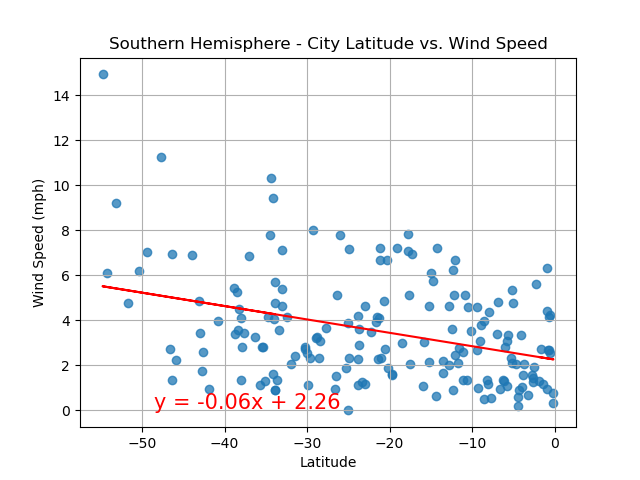 Southern Hemisphere - City Latitude vs. Wind Speed
Wind Speed (mph)
14
12
10
8
6
4
2
0
y = -0.06x + 2.26
−50 −40 −30 −20 −10 0
Latitude